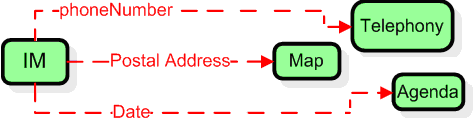 phoneNumber
Telephony
IM
Postal Address
Map
Agenda
Date